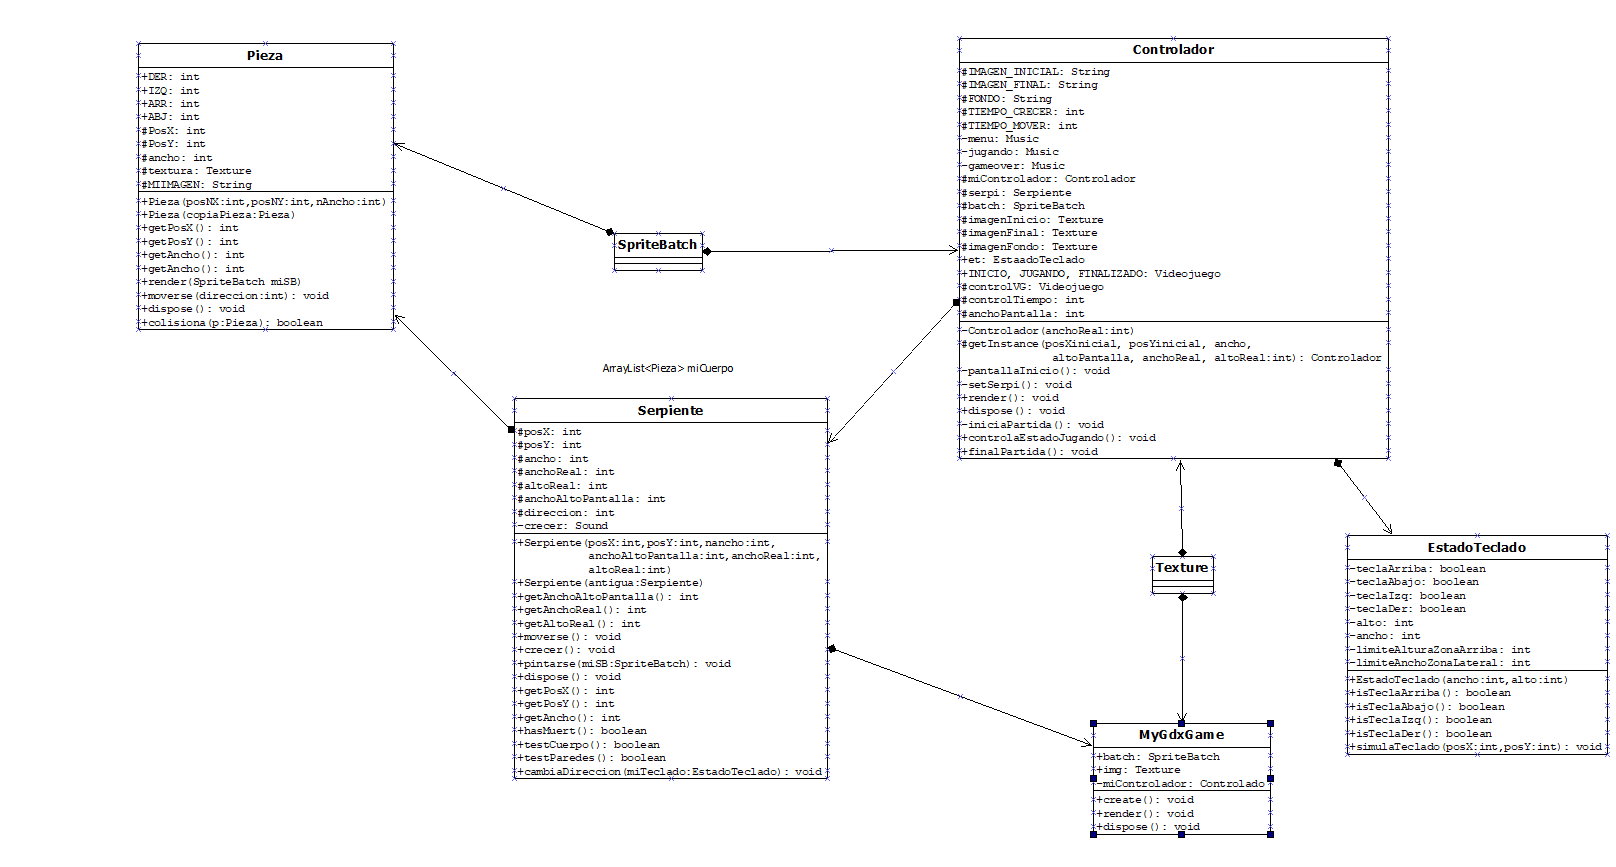 Pieza
+DER: int
+IZQ: int
+ARR: int
+ABJ: int
#PosX: int
#PosY: int
#ancho: int
#textura: Texture
#MIIMAGEN: String
+Pieza(posNX:int,posNY:int,nAncho:int)
+Pieza(copiaPieza:Pieza)
+getPosX(): int
+getPosY(): int
+getAncho(): int
+getAncho(): int
+render(SpriteBatch miSB)
+moverse(direccion:int): void
+dispose(): void
+colisiona(p:Pieza): boolean
SpriteBatch
Controlador
#IMAGEN_INICIAL: String
#IMAGEN_FINAL: String
#FONDO: String
#TIEMPO_CRECER: int
#TIEMPO_MOVER: int
-menu: Music
-jugando: Music
-gameover: Music
#miControlador: Controlador
#serpi: Serpiente
#batch: SpriteBatch
#imagenInicio: Texture
#imagenFinal: Texture
#imagenFondo: Texture
+et: EstaadoTeclado
+INICIO, JUGANDO, FINALIZADO: Videojuego
#controlVG: Videojuego
#controlTiempo: int
#anchoPantalla: int
-Controlador(anchoReal:int)
#getInstance(posXinicial, posYinicial, ancho,
altoPantalla, anchoReal, altoReal:int): Controlador
-pantallaInicio(): void
-setSerpi(): void
+render(): void
+dispose(): void
-iniciaPartida(): void
+controlaEstadoJugando(): void
+finalPartida(): void
ArrayList<Pieza> miCuerpo
Serpiente
#posX: int
#posY: int
#ancho: int
#anchoReal: int
#altoReal: int
#anchoAltoPantalla: int
#direccion: int
-crecer: Sound
+Serpiente(posX:int,posY:int,nancho:int,
anchoAltoPantalla:int,anchoReal:int,
altoReal:int)
+Serpiente(antigua:Serpiente)
+getAnchoAltoPantalla(): int
+getAnchoReal(): int
+getAltoReal(): int
+moverse(): void
+crecer(): void
+pintarse(miSB:SpriteBatch): void
+dispose(): void
+getPosX(): int
+getPosY(): int
+getAncho(): int
+hasMuert(): boolean
+testCuerpo(): boolean
+testParedes(): boolean
+cambiaDireccion(miTeclado:EstadoTeclado): void
Texture
EstadoTeclado
-teclaArriba: boolean
-teclaAbajo: boolean
-teclaIzq: boolean
-teclaDer: boolean
-alto: int
-ancho: int
-limiteAlturaZonaArriba: int
-limiteAnchoZonaLateral: int
+EstadoTeclado(ancho:int,alto:int)
+isTeclaArriba(): boolean
+isTeclaAbajo(): boolean
+isTeclaIzq(): boolean
+isTeclaDer(): boolean
+simulaTeclado(posX:int,posY:int): void
MyGdxGame
+batch: SpriteBatch
+img: Texture
-miControlador: Controlado
+create(): void
+render(): void
+dispose(): void